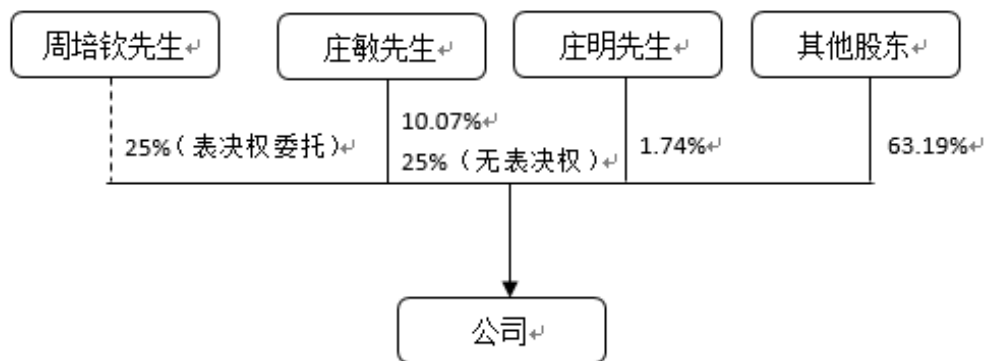 周培钦先生
庄敏先生
庄明先生
其他股东
25%（表决权委托）
10.07%
25%（无表决权）
1.74%
63.19%
公司